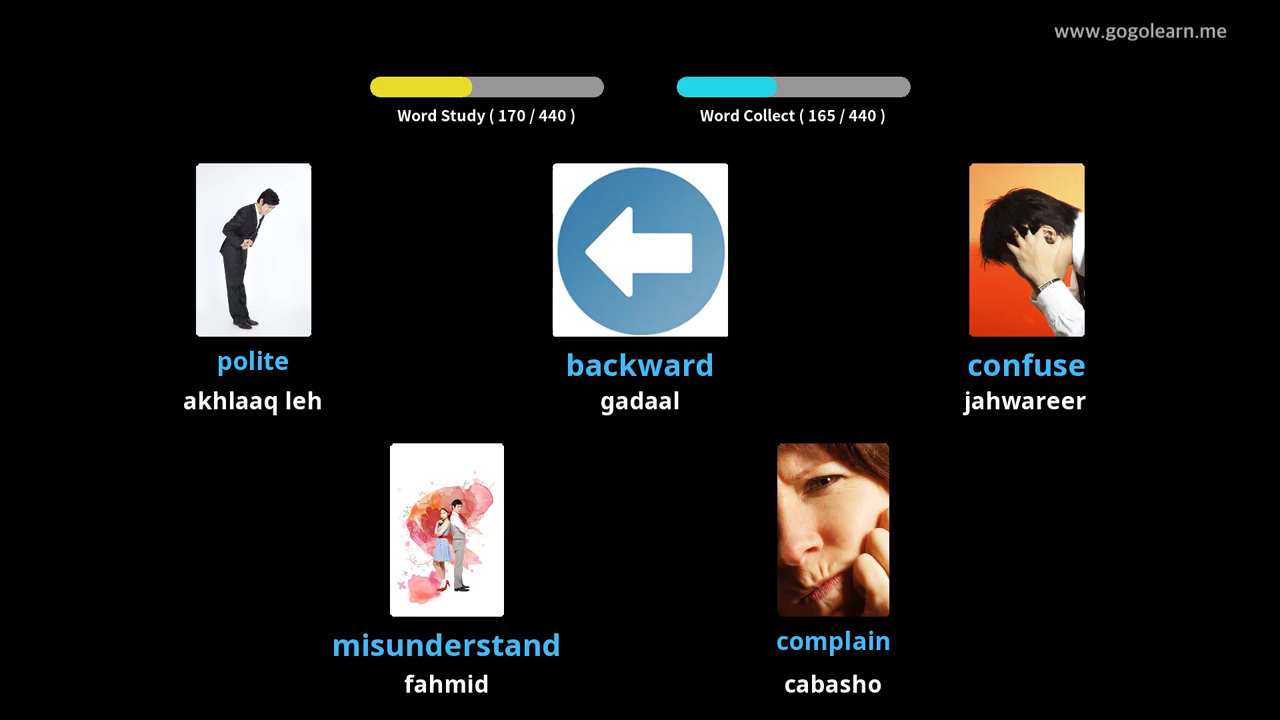 www.gogolearn.me
Word Study ( 170 / 440 )
Word Collect ( 165 / 440 )
polite
akhlaaq leh
backward
gadaal
confuse
jahwareer
misunderstand
fahmid
complain
cabasho